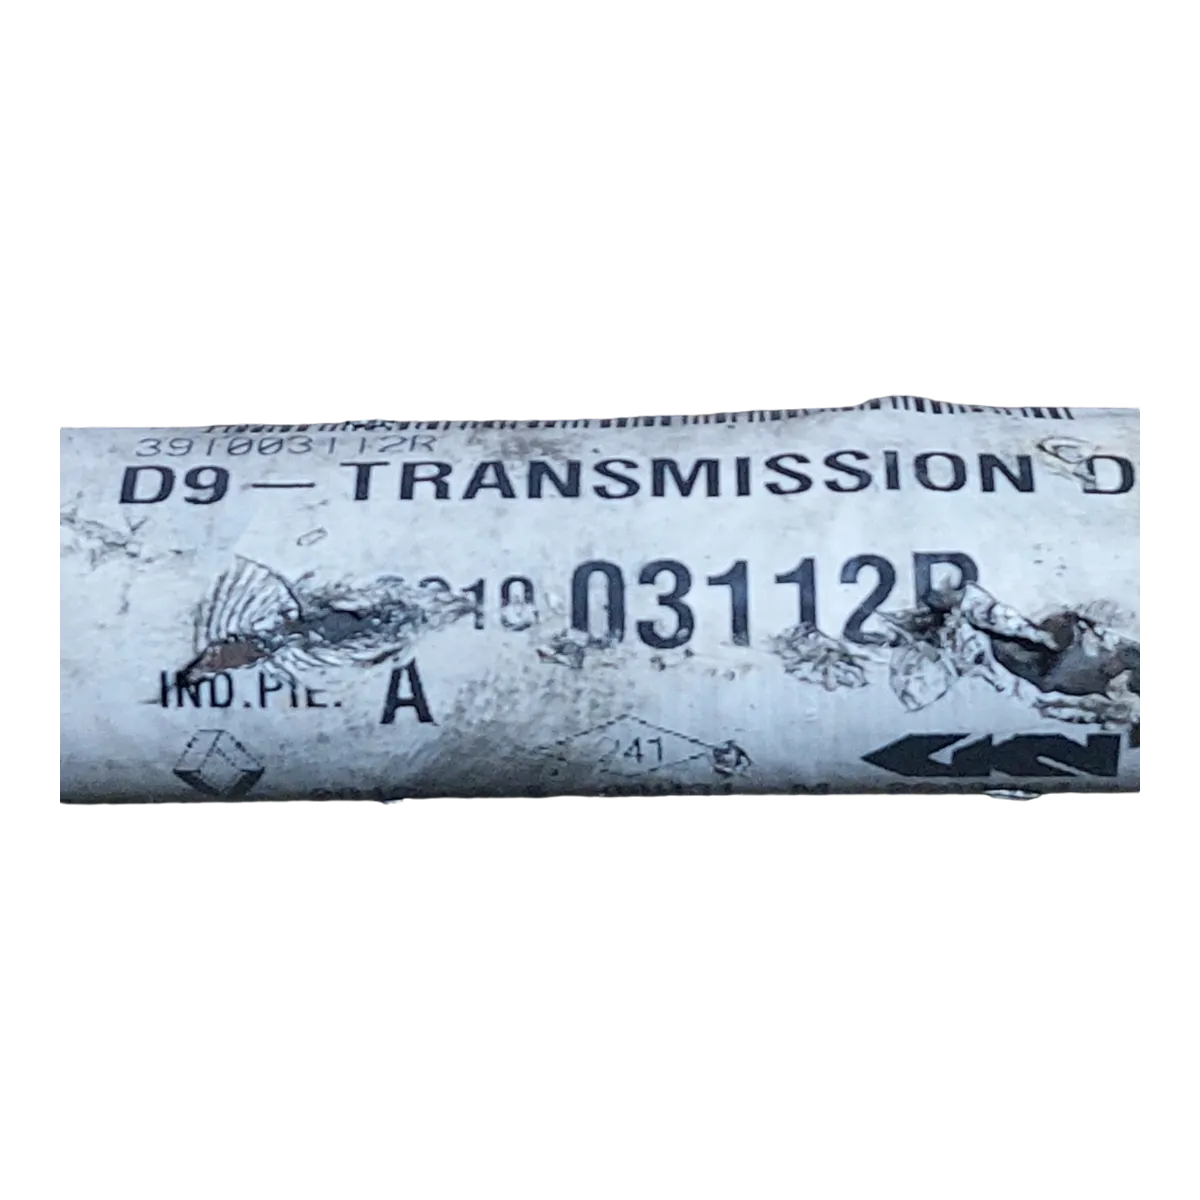 391003112R
D9-TRANSMISSION D
03112R
IND.PIE. A
241